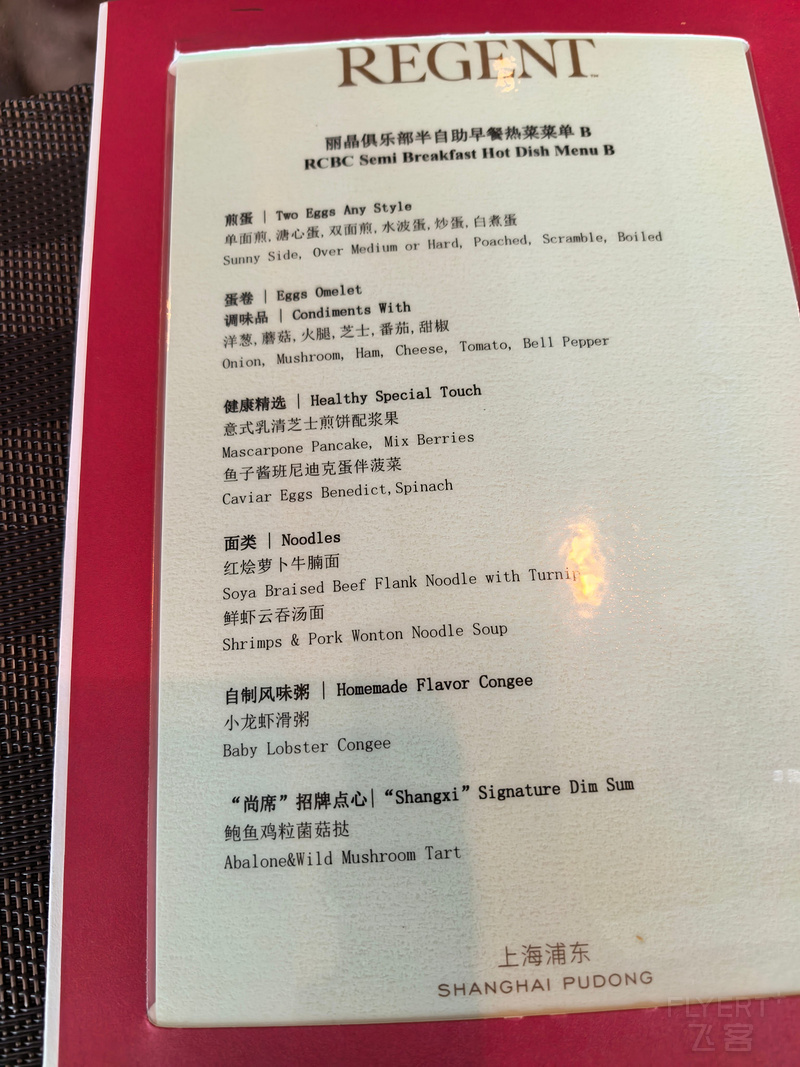 REGENT™
丽晶俱乐部半自助早餐热菜菜单 B
RCBC Semi Breakfast Hot Dish Menu B
煎蛋 | Two Eggs Any Style
单面煎,溏心蛋,双面煎,水波蛋,炒蛋,白煮蛋
Sunny Side, Over Medium or Hard, Poached, Scramble, Boiled
蛋卷 | Eggs Omelet
调味品 | Condiments With
洋葱,蘑菇,火腿,芝士,番茄,甜椒
Onion, Mushroom, Ham, Cheese, Tomato, Bell Pepper
健康精选 | Healthy Special Touch
意式乳清芝士煎饼配浆果
Mascarpone Pancake, Mix Berries
鱼子酱班尼迪克蛋伴菠菜
Caviar Eggs Benedict,Spinach
面类 | Noodles
红烩萝卜牛腩面
Soya Braised Beef Flank Noodle with Turnip
鲜虾云吞汤面
Shrimps & Pork Wonton Noodle Soup
自制风味粥 | Homemade Flavor Congee
小龙虾滑粥
Baby Lobster Congee
“尚席”招牌点心| “Shangxi” Signature Dim Sum
鲍鱼鸡粒菌菇挞
Abalone&Wild Mushroom Tart
上海浦东
SHANGHAI PUDONG
FLYERT
飞客